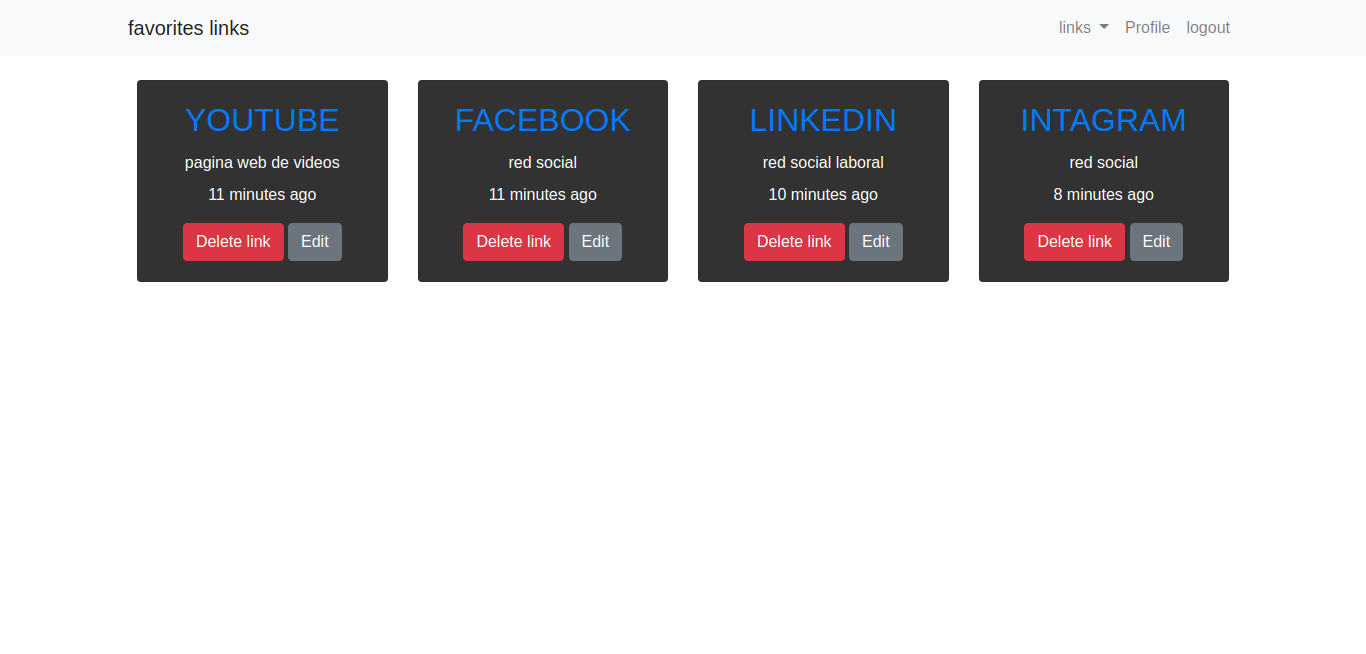 favorites links
links Profile logout
YOUTUBE
pagina web de videos
11 minutes ago
Delete link Edit
FACEBOOK
red social
11 minutes ago
Delete link Edit
LINKEDIN
red social laboral
10 minutes ago
Delete link Edit
INTAGRAM
red social
8 minutes ago
Delete link Edit